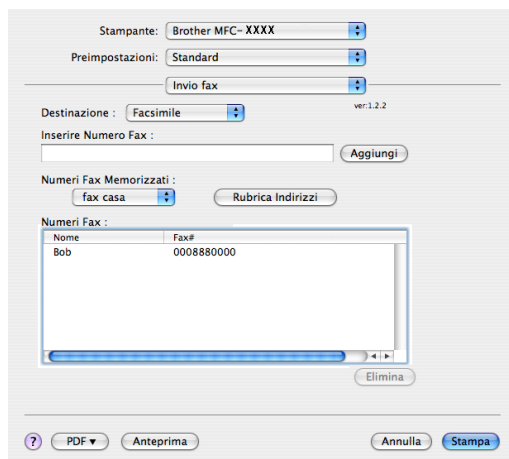 Stampante: Brother MFC-XXXX
Preimpostazioni: Standard
Invio fax
ver:1.2.2
Destinazione : Facsimile
Inserire Numero Fax :
Aggiungi
Numeri Fax Memorizzati :
fax casa Rubrica Indirizzi
Numeri Fax :
Nome Fax#
Bob 0008880000
Elimina
? PDF ▼ Anteprima Annulla Stampa